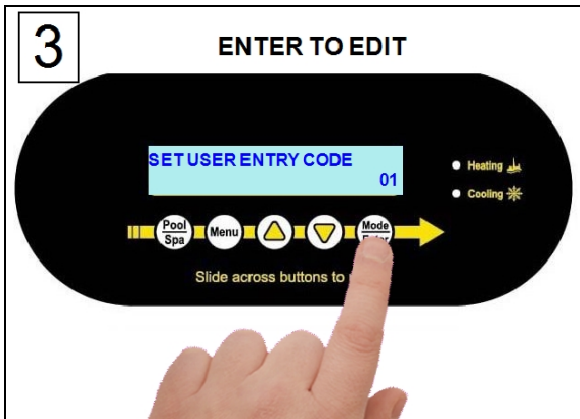 3
ENTER TO EDIT
SET USER ENTRY CODE
01
Heating
Cooling
Pool
Spa
Menu
Mode
Slide across buttons to